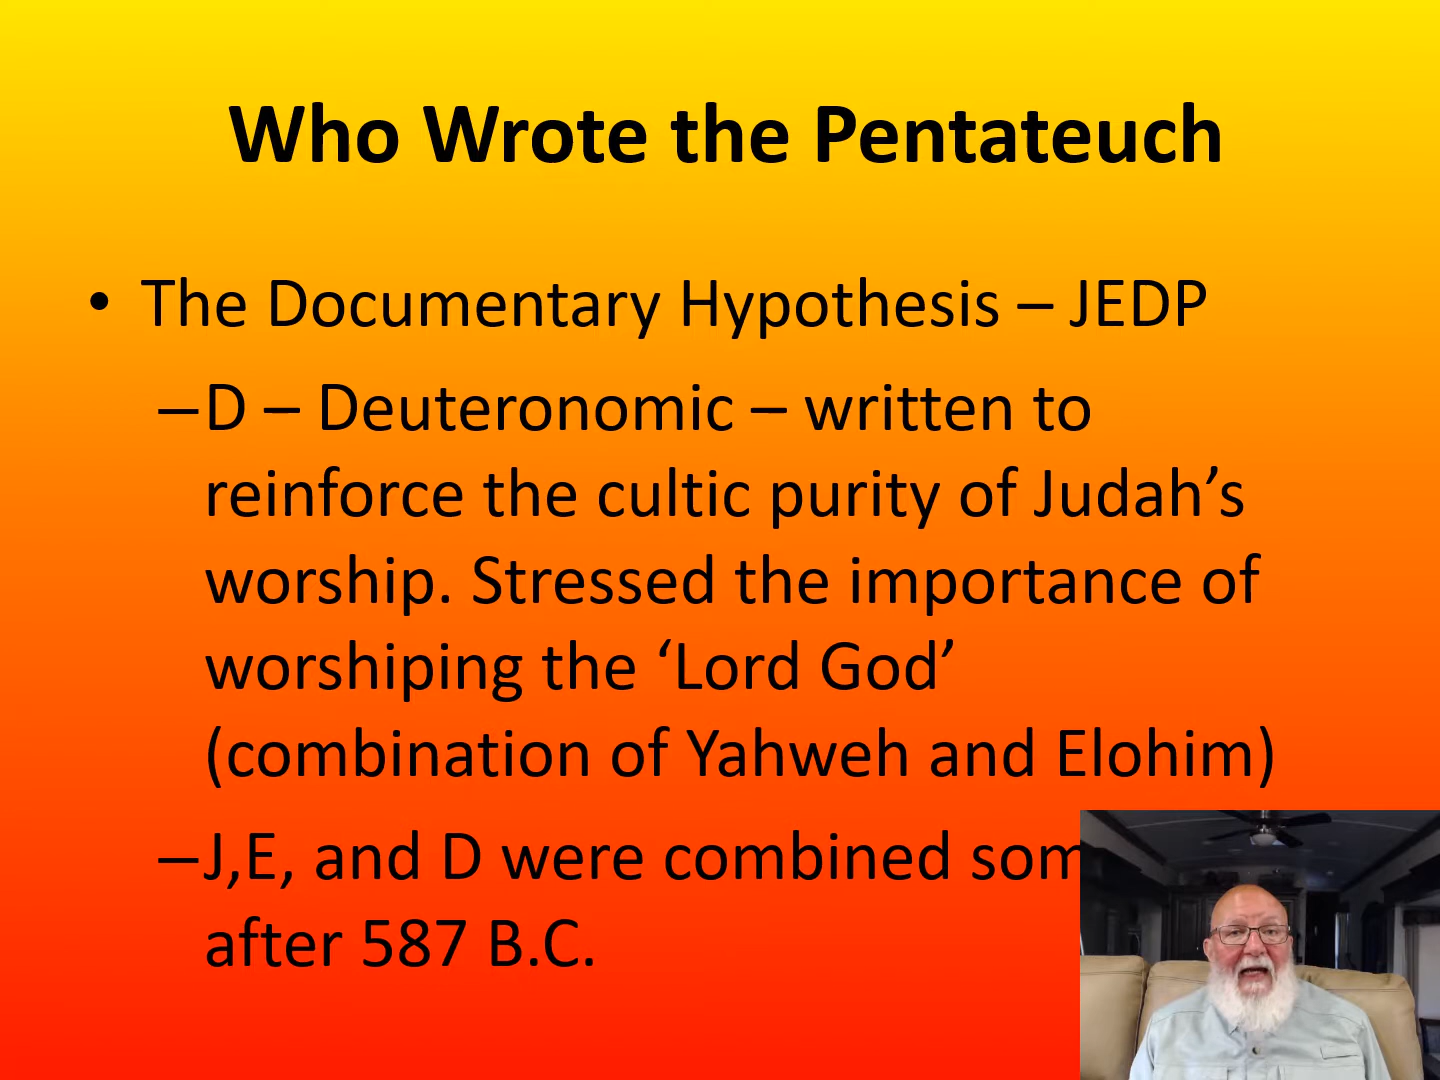 Who Wrote the Pentateuch
• The Documentary Hypothesis – JEDP
–D – Deuteronomic – written to
reinforce the cultic purity of Judah’s
worship. Stressed the importance of
worshiping the ‘Lord God’
(combination of Yahweh and Elohim)
–J,E, and D were combined
after 587 B.C.